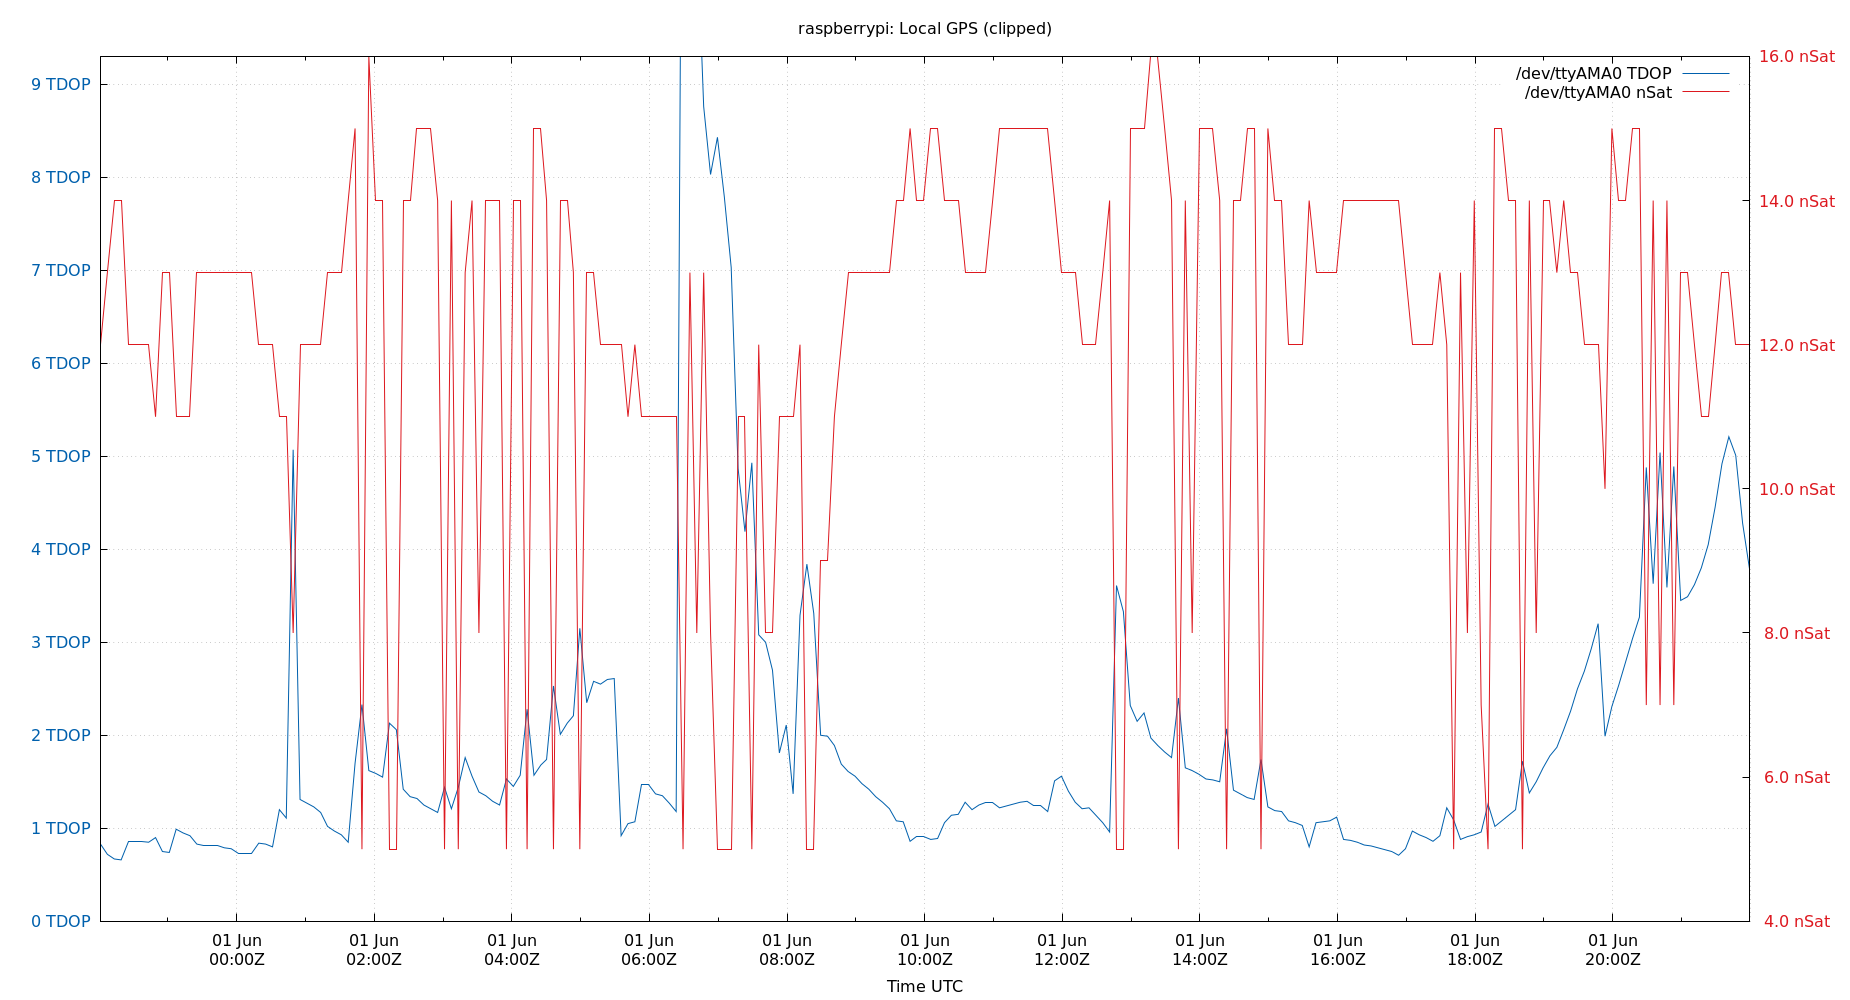 raspberrypi: Local GPS (clipped)
/dev/ttyAMA0 TDOP
/dev/ttyAMA0 nSat
9 TDOP
8 TDOP
7 TDOP
6 TDOP
5 TDOP
4 TDOP
3 TDOP
2 TDOP
1 TDOP
0 TDOP
16.0 nSat
14.0 nSat
12.0 nSat
10.0 nSat
8.0 nSat
6.0 nSat
4.0 nSat
01 Jun 01 Jun 01 Jun 01 Jun 01 Jun 01 Jun 01 Jun 01 Jun 01 Jun 01 Jun 01 Jun
00:00Z 02:00Z 04:00Z 06:00Z 08:00Z 10:00Z 12:00Z 14:00Z 16:00Z 18:00Z 20:00Z
Time UTC